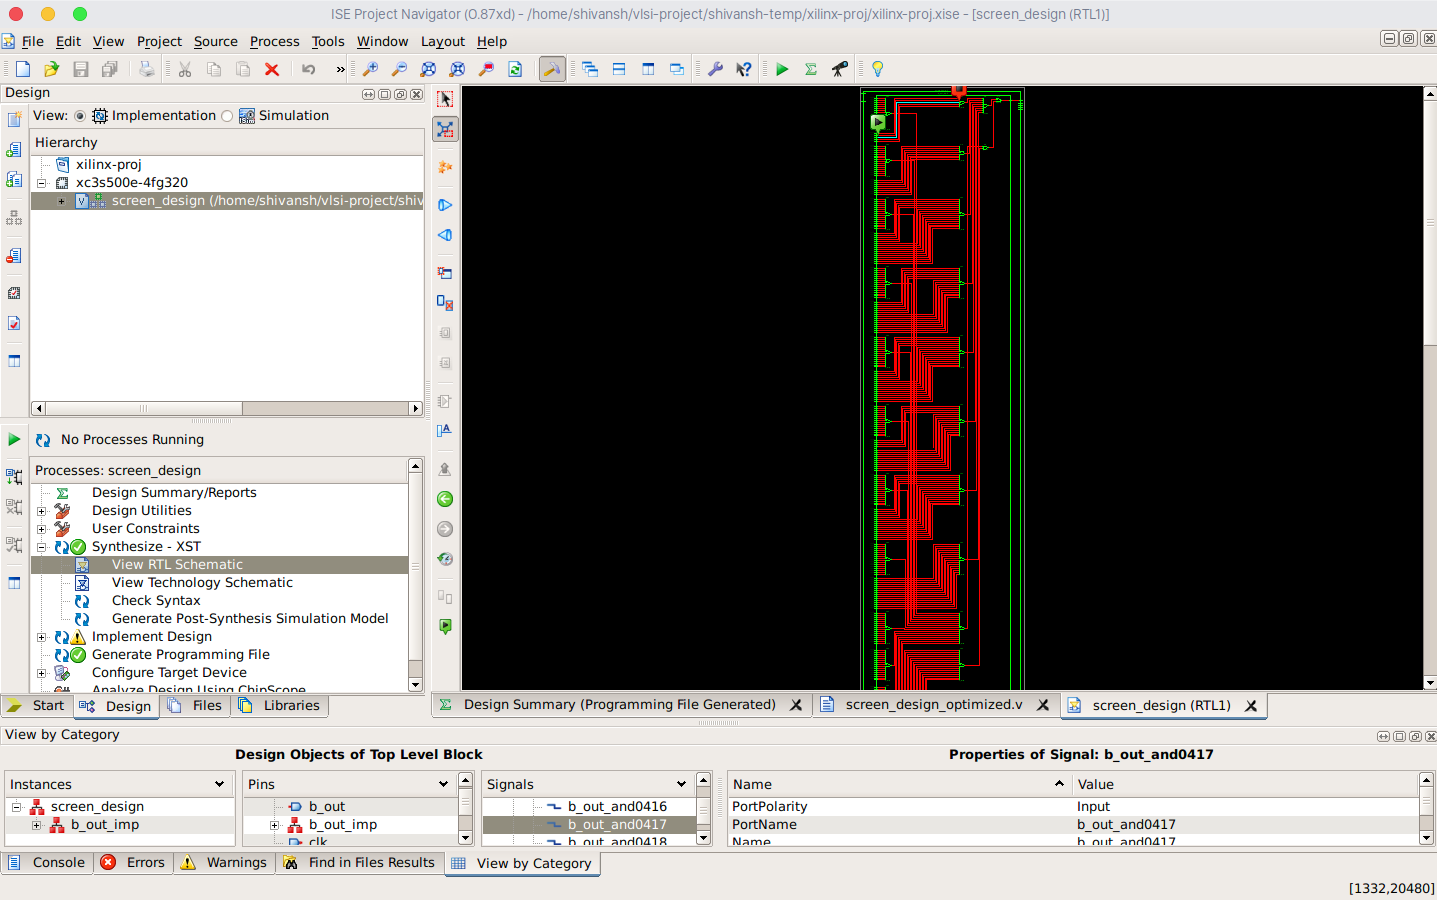 ISE Project Navigator (0.87xd) - /home/shivansh/vlsi-project/shivansh-temp/xilinx-proj/xilinx-proj.xise - [screen_design (RTL1)]
File Edit View Project Source Process Tools Window Layout Help
Design
View: Implementation Simulation
Hierarchy
xilinx-proj
xc3s500e-4fg320
screen_design (/home/shivansh/vlsi-project/shiv
No Processes Running
Processes: screen_design
Design Summary/Reports
Design Utilities
User Constraints
Synthesize - XST
View RTL Schematic
View Technology Schematic
Check Syntax
Generate Post-Synthesis Simulation Model
Implement Design
Generate Programming File
Configure Target Device
Analyze Design Using ChipScope
Start Design Files Libraries
Design Summary (Programming File Generated) screen_design_optimized.v screen_design (RTL1)
View by Category
Design Objects of Top Level Block
Instances
screen_design
b_out_imp
Pins
b_out
b_out_imp
clk
Signals
b_out_and0416
b_out_and0417
b_out_and0418
Properties of Signal: b_out_and0417
Name Value
PortPolarity Input
PortName b_out_and0417
Name b_out_and0417
Console Errors Warnings Find in Files Results View by Category
[1332,20480]